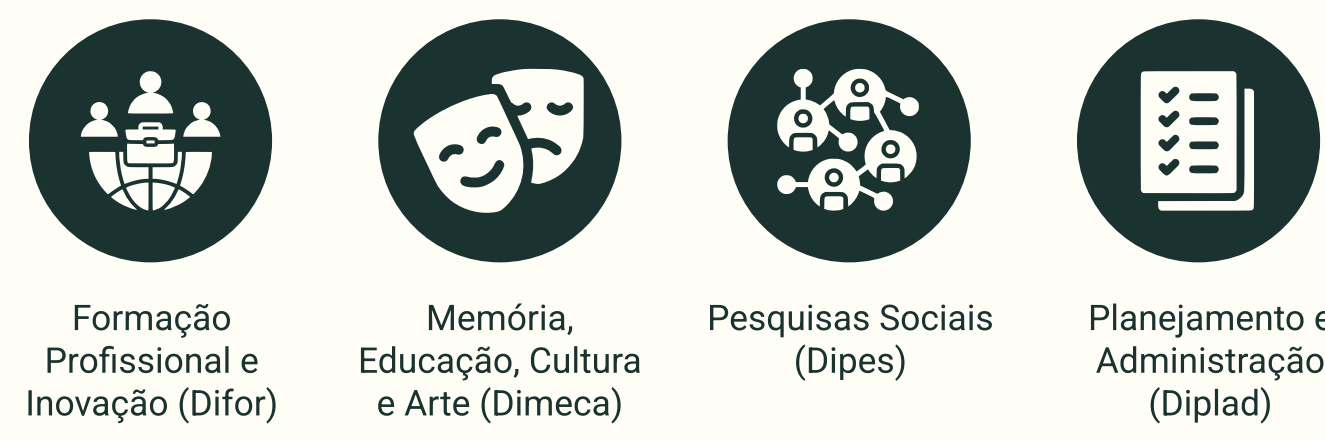 Formação
Profissional e
Inovação (Difor)
Memória,
Educação, Cultura
e Arte (Dimeca)
Pesquisas Sociais
(Dipes)
Planejamento e
Administração
(Diplad)